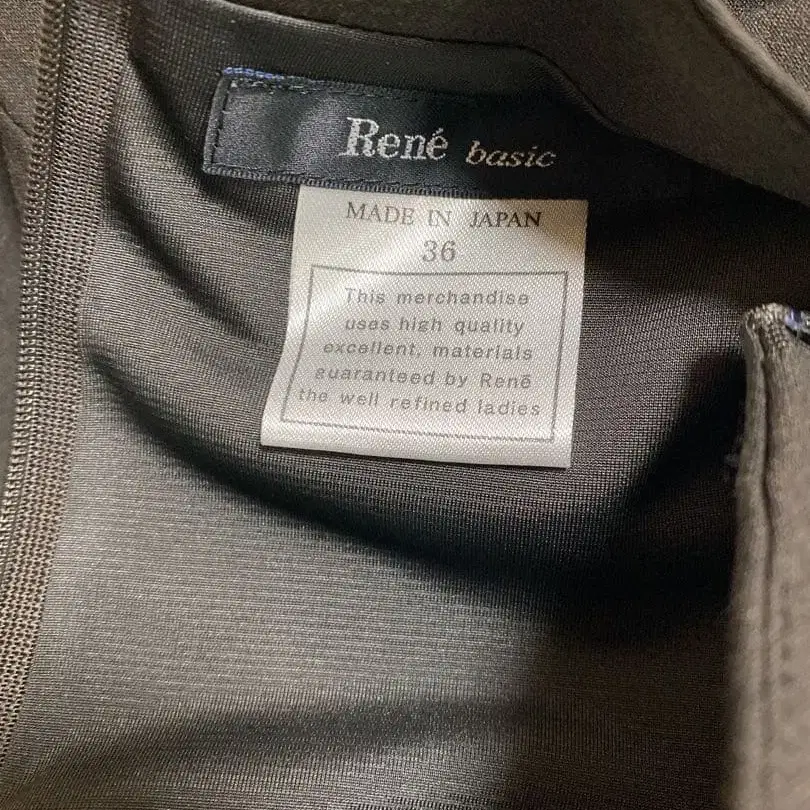 René basic
MADE IN JAPAN
36
This merchandise
uses high quality
excellent, materials
guaranteed by René
the well refined ladies